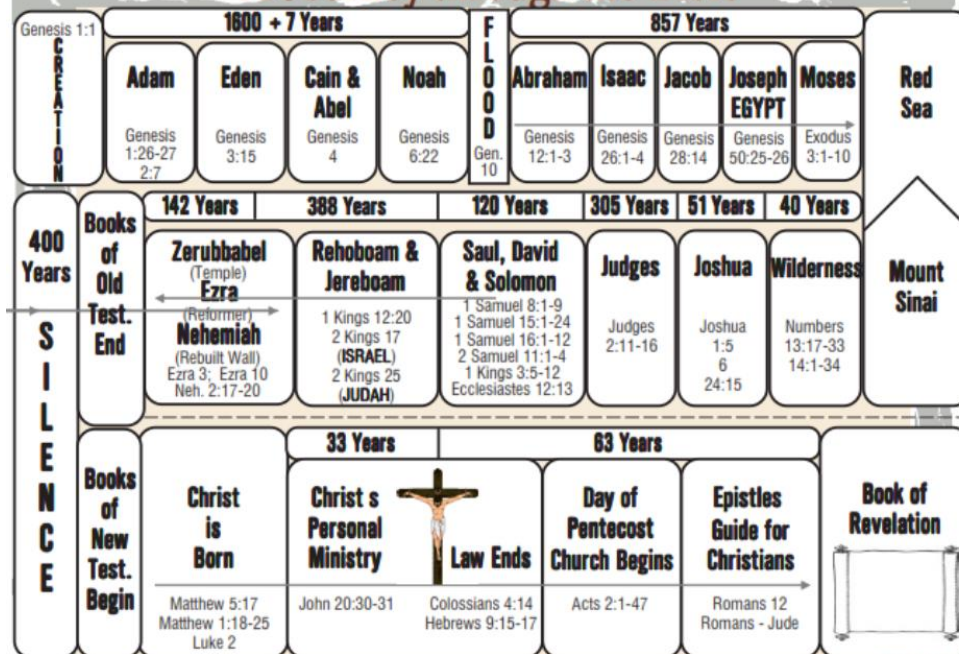 Genesis 1:1
CREATION
1600 + 7 Years
Adam
Genesis
1:26-27
2:7
Eden
Genesis
3:15
Cain &
Abel
Genesis
4
Noah
Genesis
6:22
FLOOD
Gen.
10
857 Years
Abraham
Genesis
12:1-3
Isaac
Genesis
26:1-4
Jacob
Genesis
28:14
Joseph
EGYPT
Genesis
50:25-26
Moses
Exodus
3:1-10
Red
Sea
Mount
Sinai
400
Years
SILENCE
Books
of
Old
Test.
End
142 Years
Zerubbabel
(Temple)
Ezra
(Reformer)
Nehemiah
(Rebuilt Wall)
Ezra 3; Ezra 10
Neh. 2:17-20
388 Years
Rehoboam &
Jereboam
1 Kings 12:20
2 Kings 17
(ISRAEL)
2 Kings 25
(JUDAH)
120 Years
Saul, David
& Solomon
1 Samuel 8:1-9
1 Samuel 15:1-24
1 Samuel 16:1-12
2 Samuel 11:1-4
1 Kings 3:5-12
Ecclesiastes 12:13
305 Years
Judges
Judges
2:11-16
51 Years
Joshua
Joshua
1:5
6
24:15
40 Years
Wilderness
Numbers
13:17-33
14:1-34
Books
of
New
Test.
Begin
Christ
is
Born
Matthew 5:17
Matthew 1:18-25
Luke 2
33 Years
Christ s
Personal
Ministry
John 20:30-31
Law Ends
Colossians 4:14
Hebrews 9:15-17
63 Years
Day of
Pentecost
Church Begins
Acts 2:1-47
Epistles
Guide for
Christians
Romans 12
Romans - Jude
Book of
Revelation